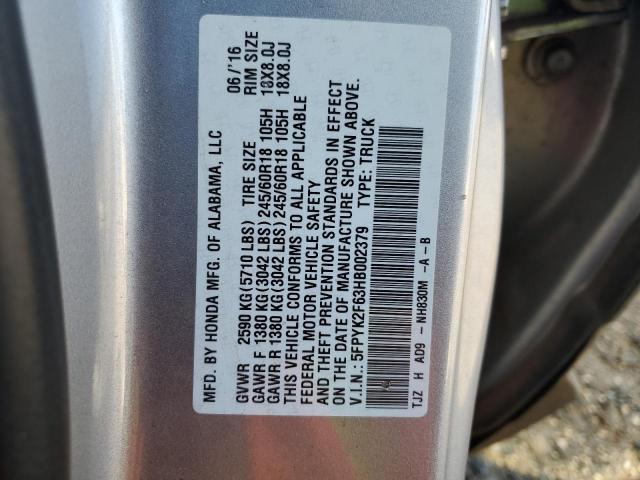 MFD. BY HONDA MFG. OF ALABAMA, LLC 06/'16
GVWR 2590 KG(5710 LBS) TIRE SIZE RIM SIZE
GAWR F 1380 KG(3042 LBS)245/60R18 105H 18X8.0J
GAWR R 1380 KG(3042 LBS)245/60R18 105H 18X8.0J
THIS VEHICLE CONFORMS TO ALL APPLICABLE
FEDERAL MOTOR VEHICLE SAFETY
AND THEFT PREVENTION STANDARDS IN EFFECT
ON THE DATE OF MANUFACTURE SHOWN ABOVE.
V.I.N.:5FPYK2F63HB002379 TYPE: TRUCK
TJZ H AD9 - NH830M -A -B